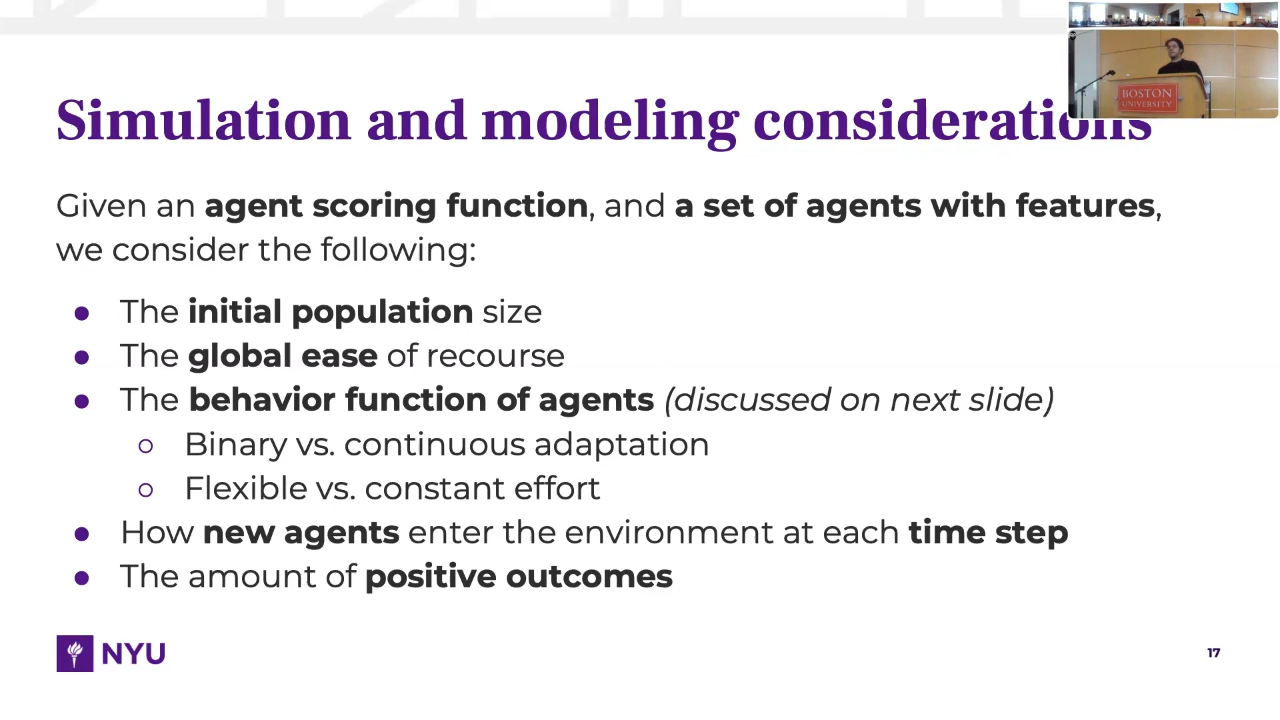 BOSTON
UNIVERSITY
Simulation and modeling considerations
Given an agent scoring function, and a set of agents with features,
we consider the following:
● The initial population size
● The global ease of recourse
● The behavior function of agents (discussed on next slide)
○ Binary vs. continuous adaptation
○ Flexible vs. constant effort
● How new agents enter the environment at each time step
● The amount of positive outcomes
NYU
17